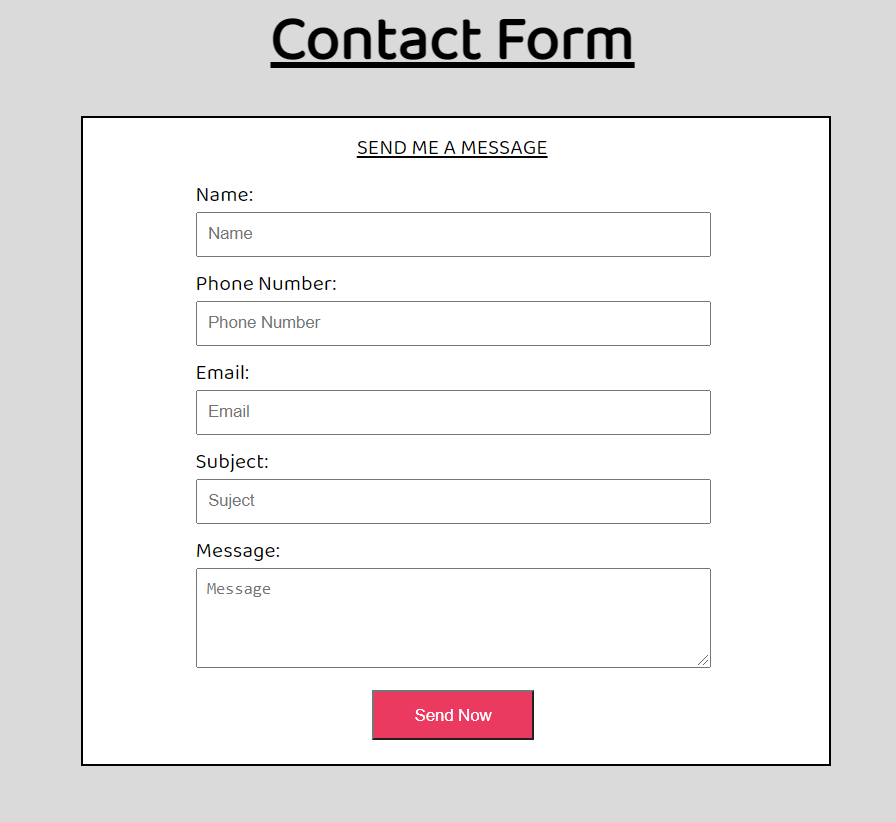 Contact Form
SEND ME A MESSAGE
Name:
Name
Phone Number:
Phone Number
Email:
Email
Subject:
Suject
Message:
Message
Send Now